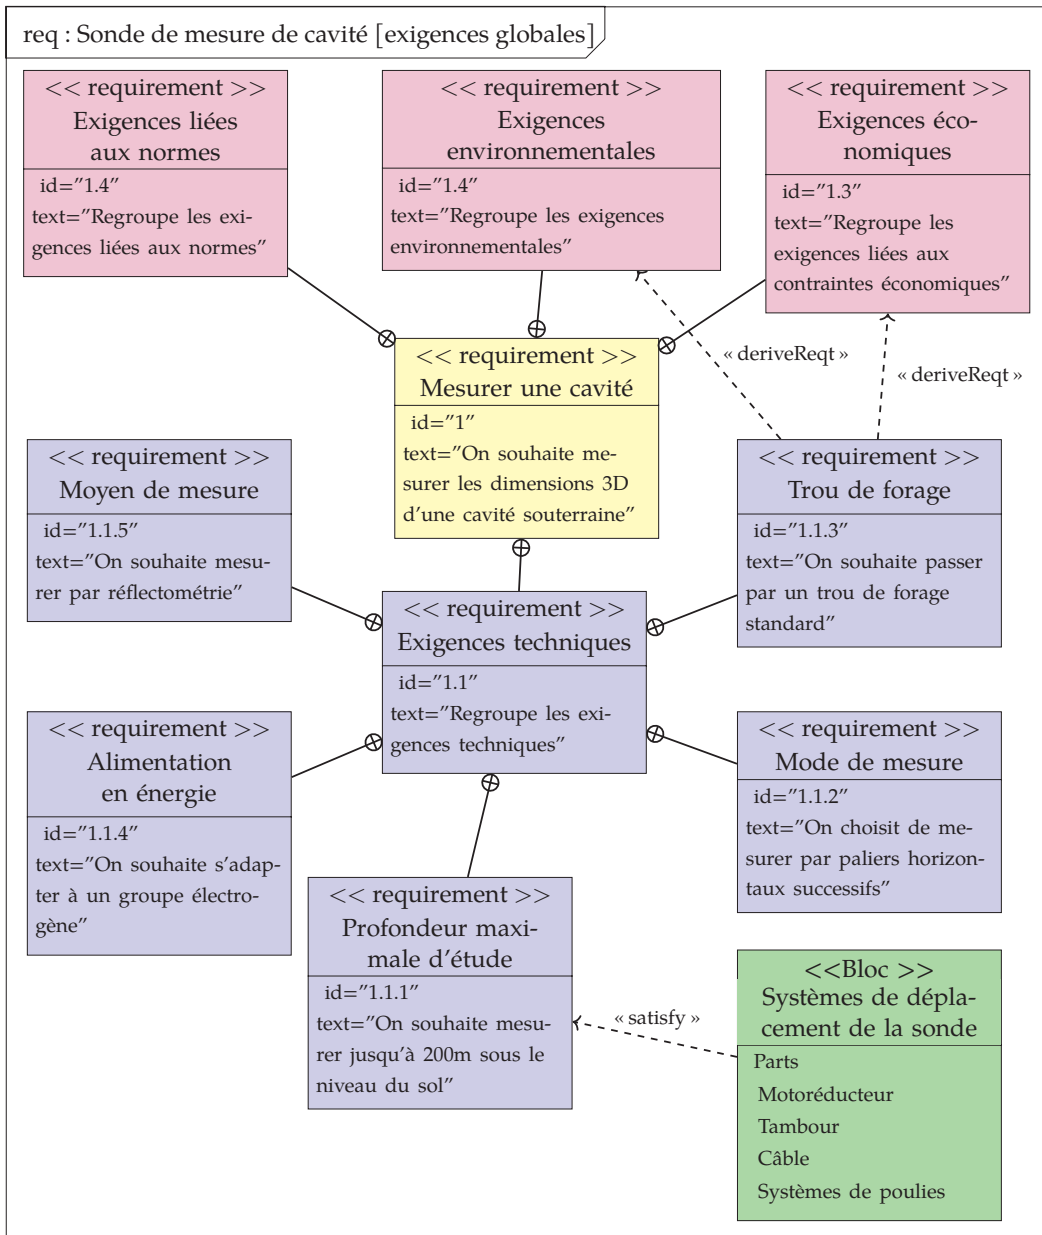 req : Sonde de mesure de cavité [exigences globales]
<< requirement >>
Exigences liées
aux normes
id="1.4"
text="Regroupe les exi-
gences liées aux normes"
<< requirement >>
Exigences
environnementales
id="1.4"
text="Regroupe les exigences
environnementales"
<< requirement >>
Exigences éco-
nomiques
id="1.3"
text="Regroupe les
exigences liées aux
contraintes économiques"
« deriveReqt »
« deriveReqt »
<< requirement >>
Mesurer une cavité
id="1"
text="On souhaite me-
surer les dimensions 3D
d'une cavité souterraine"
<< requirement >>
Moyen de mesure
id="1.1.5"
text="On souhaite mesu-
rer par réflectométrie"
<< requirement >>
Trou de forage
id="1.1.3"
text="On souhaite passer
par un trou de forage
standard"
<< requirement >>
Exigences techniques
id="1.1"
text="Regroupe les exi-
gences techniques"
<< requirement >>
Alimentation
en énergie
id="1.1.4"
text="On souhaite s'adap-
ter à un groupe électro-
gène"
<< requirement >>
Mode de mesure
id="1.1.2"
text="On choisit de me-
surer par paliers horizon-
taux successifs"
<< requirement >>
Profondeur maxi-
male d'étude
id="1.1.1"
text="On souhaite mesu-
rer jusqu'à 200m sous le
niveau du sol"
« satisfy »
<<Bloc >>
Systèmes de dépla-
cement de la sonde
Parts
Motoréducteur
Tambour
Câble
Systèmes de poulies